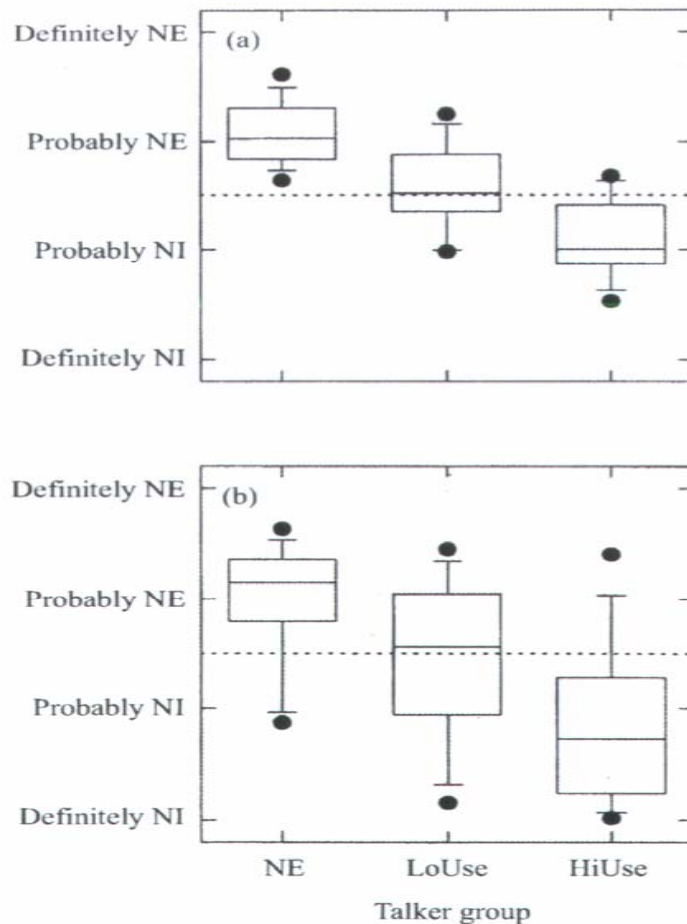 Definitely NE
(a)
Probably NE
Probably NI
Definitely NI
Definitely NE
(b)
Probably NE
Probably NI
Definitely NI
NE LoUse HiUse
Talker group